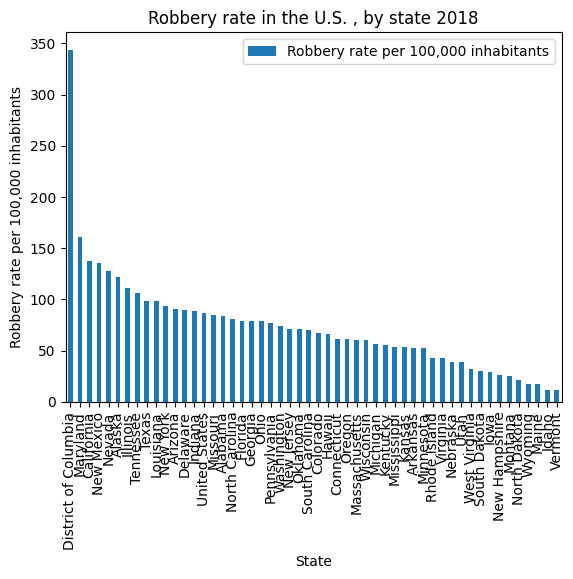 Robbery rate in the U.S. , by state 2018
Robbery rate per 100,000 inhabitants
Robbery rate per 100,000 inhabitants
350
300
250
200
150
100
50
0
District of Columbia
Maryland
California
New Mexico
Nevada
Alaska
Illinois
Tennessee
Texas
Louisiana
New York
Arizona
Delaware
Indiana
United States
Missouri
Alabama
North Carolina
Florida
Georgia
Ohio
Pennsylvania
Washington
New Jersey
Oklahoma
South Carolina
Colorado
Hawaii
Connecticut
Oregon
Massachusetts
Wisconsin
Michigan
Kentucky
Mississippi
Kansas
Arkansas
Minnesota
Rhode Island
Virginia
Nebraska
Utah
West Virginia
South Dakota
Iowa
New Hampshire
Montana
North Dakota
Wyoming
Maine
Idaho
Vermont
State